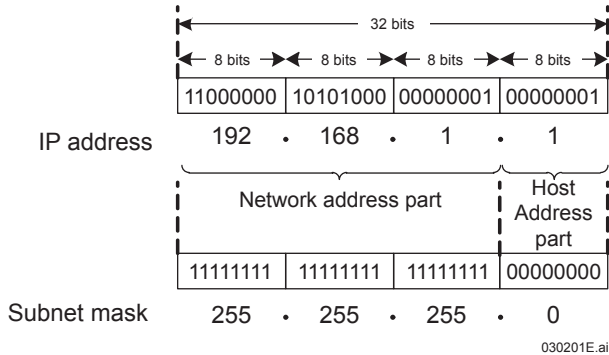 32 bits
8 bits 8 bits 8 bits 8 bits
11000000 10101000 00000001 00000001
IP address 192 . 168 . 1 . 1
Network address part
Host
Address
part
11111111 11111111 11111111 00000000
Subnet mask 255 . 255 . 255 . 0
030201E.ai